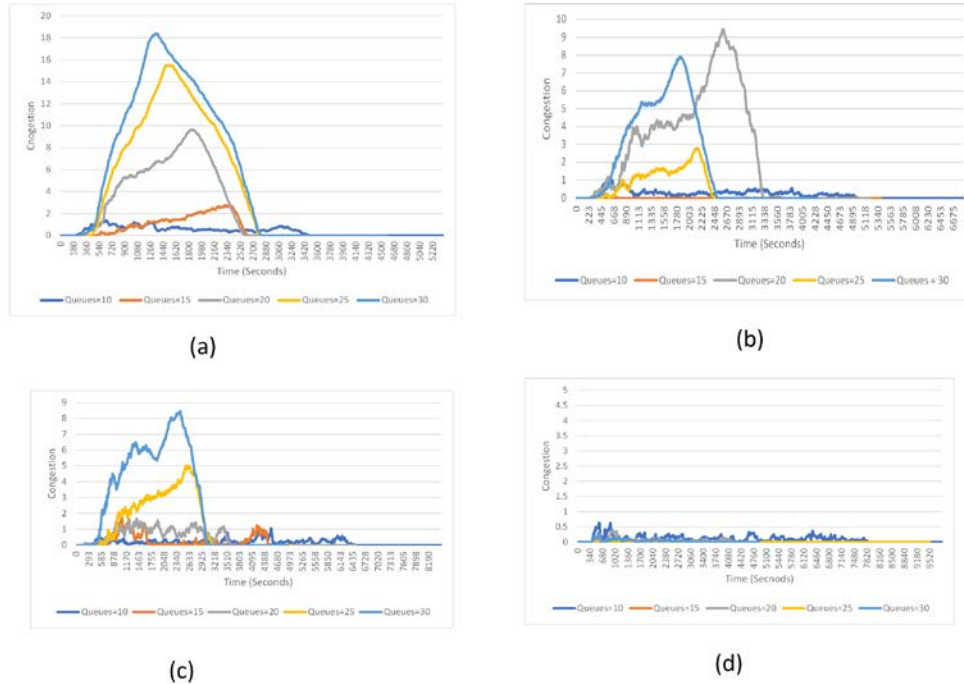 20
18
16
14
12
10
8
6
4
2
0
Cnogestion
0 180 360 540 720 900 1080 1260 1440 1620 1800 1980 2160 2340 2520 2700 2880 3060 3240 3420 3600 3780 3960 4140 4320 4500 4680 4860 5040 5220
Time (Seconds)
Queues=10 Queues=15 Queues=20 Queues=25 Queues=30
(a)
10
9
8
7
6
5
4
3
2
1
0
Congestion
0 223 445 668 890 1113 1335 1558 1780 2003 2225 2448 2670 2893 3115 3338 3560 3783 4005 4228 4450 4673 4895 5118 5340 5563 5785 6008 6230 6453 6675
Time (Seconds)
Queues=10 Queues=15 Queues=20 Queues=25 Queues = 30
(b)
9
8
7
6
5
4
3
2
1
0
Congestion
0 293 585 878 1170 1463 1755 2048 2340 2633 2925 3218 3510 3803 4095 4388 4680 4973 5265 5558 5850 6143 6435 6728 7020 7313 7605 7898 8190
Time (Seconds)
Queues=10 Queues=15 Queues=20 Queues=25 Queues=30
(c)
5
4.5
4
3.5
3
2.5
2
1.5
1
0.5
0
Congestion
0 340 680 1020 1360 1700 2040 2380 2720 3060 3400 3740 4080 4420 4760 5100 5440 5780 6120 6460 6800 7140 7480 7820 8160 8500 8840 9180 9520
Time (Secnods)
Queues=10 Queues=15 Queues=20 Queues=25 Queues=30
(d)